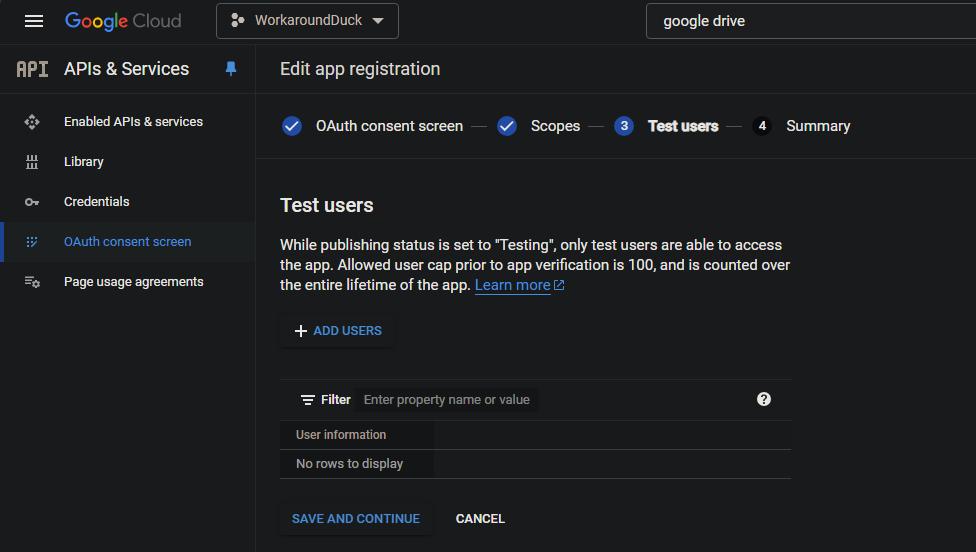 Google Cloud
WorkaroundDuck
google drive
API APIs & Services
Edit app registration
Enabled APIs & services
Library
Credentials
OAuth consent screen
Page usage agreements
OAuth consent screen
Scopes
3 Test users
4 Summary
Test users
While publishing status is set to "Testing", only test users are able to access
the app. Allowed user cap prior to app verification is 100, and is counted over
the entire lifetime of the app. Learn more
ADD USERS
Filter Enter property name or value
User information
No rows to display
SAVE AND CONTINUE CANCEL